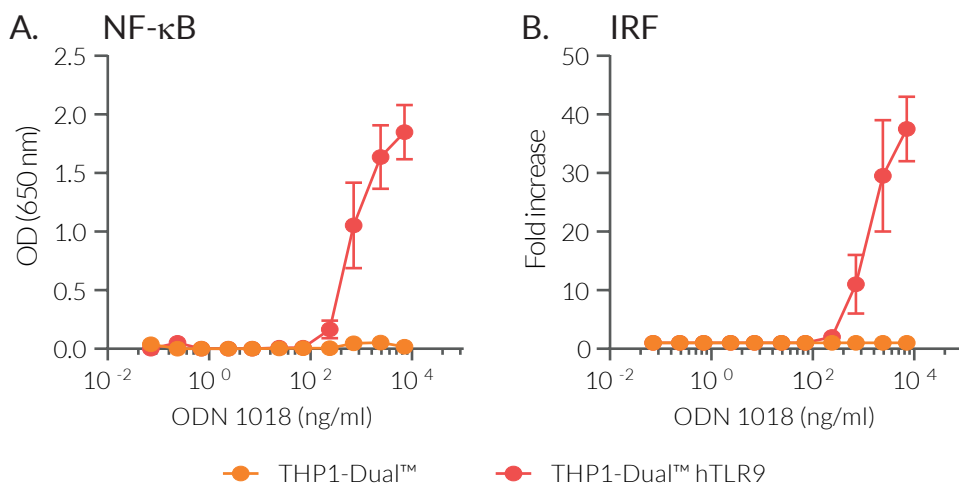 A. NF-κB
2.5
2.0
1.5
1.0
0.5
0.0
OD (650 nm)
10 -2 10 0 10 2 10 4
ODN 1018 (ng/ml)
B. IRF
50
40
30
20
10
0
Fold increase
10 -2 10 0 10 2 10 4
ODN 1018 (ng/ml)
THP1-Dual™ THP1-Dual™ hTLR9